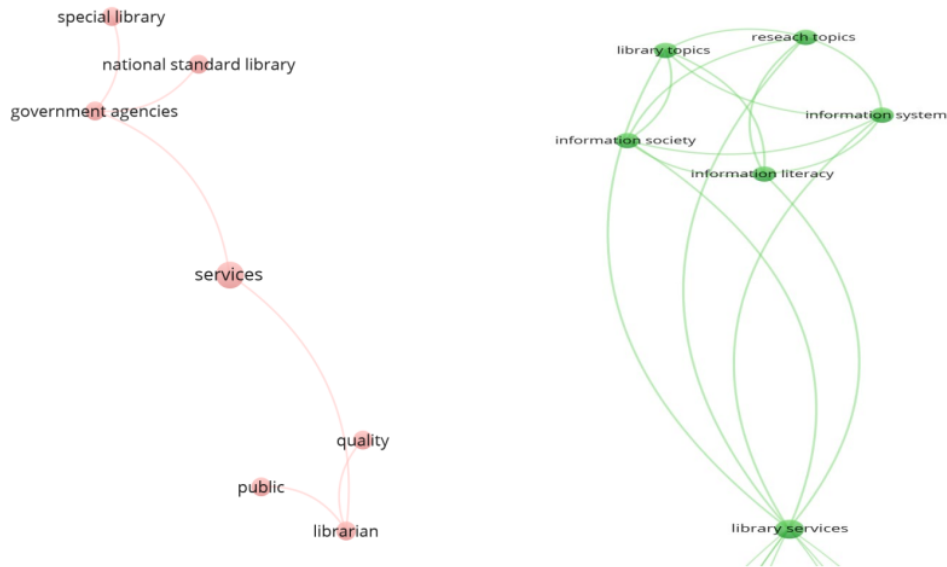 special library
national standard library
government agencies
services
quality
public
librarian
reseach topics
library topics
information system
information society
information literacy
library services